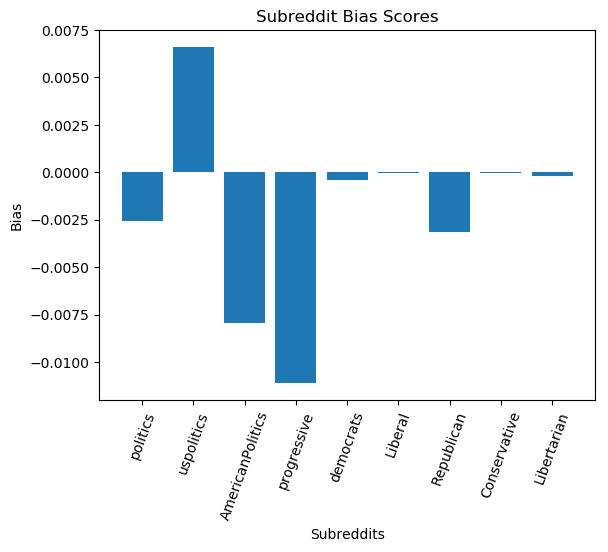 Subreddit Bias Scores
0.0075
0.0050
0.0025
0.0000
−0.0025
−0.0050
−0.0075
−0.0100
Bias
politics
uspolitics
AmericanPolitics
progressive
democrats
Liberal
Republican
Conservative
Libertarian
Subreddits